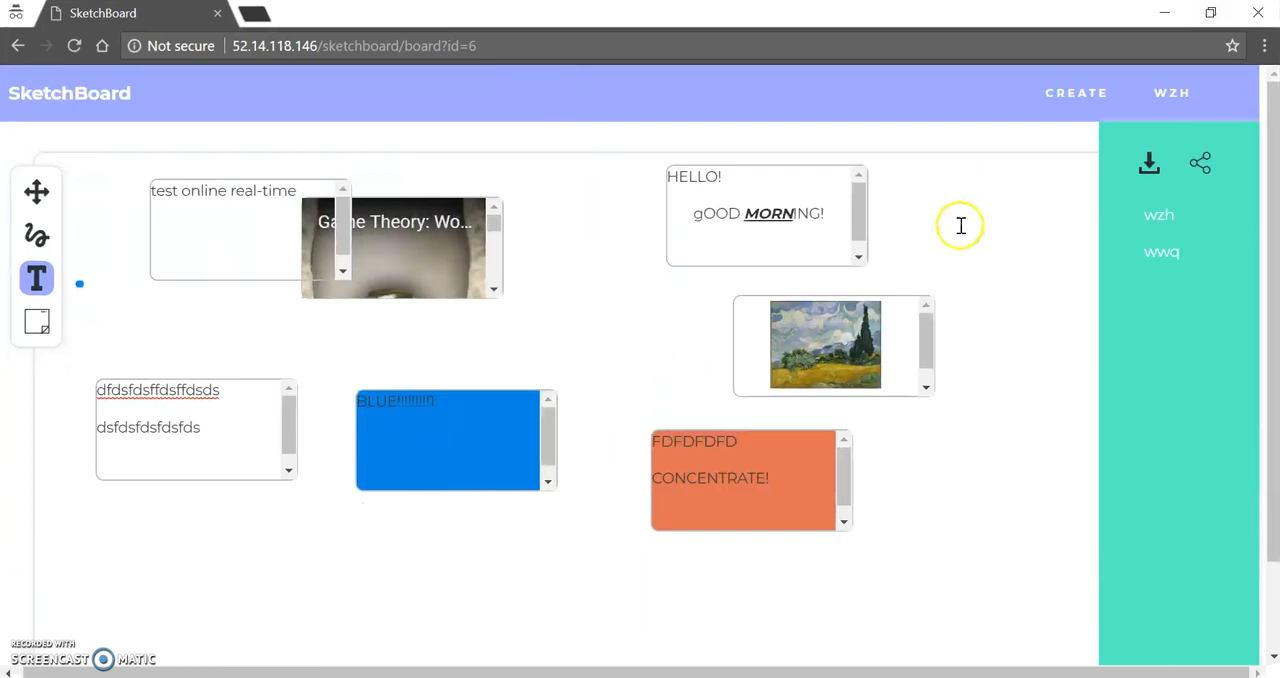 SketchBoard
Not secure 52.14.118.146/sketchboard/board?id=6
SketchBoard
CREATE WZH
test online real-time
Game Theory: Wo...
HELLO!
gOOD MORNING!
wzh
wwq
T
dfdsfdsffdsffdsds
dsfdsfdsfdsfds
BLUE!!!!!!!!!1
FDFDFDFD
CONCENTRATE!
RECORDED WITH
SCREENCAST MATIC